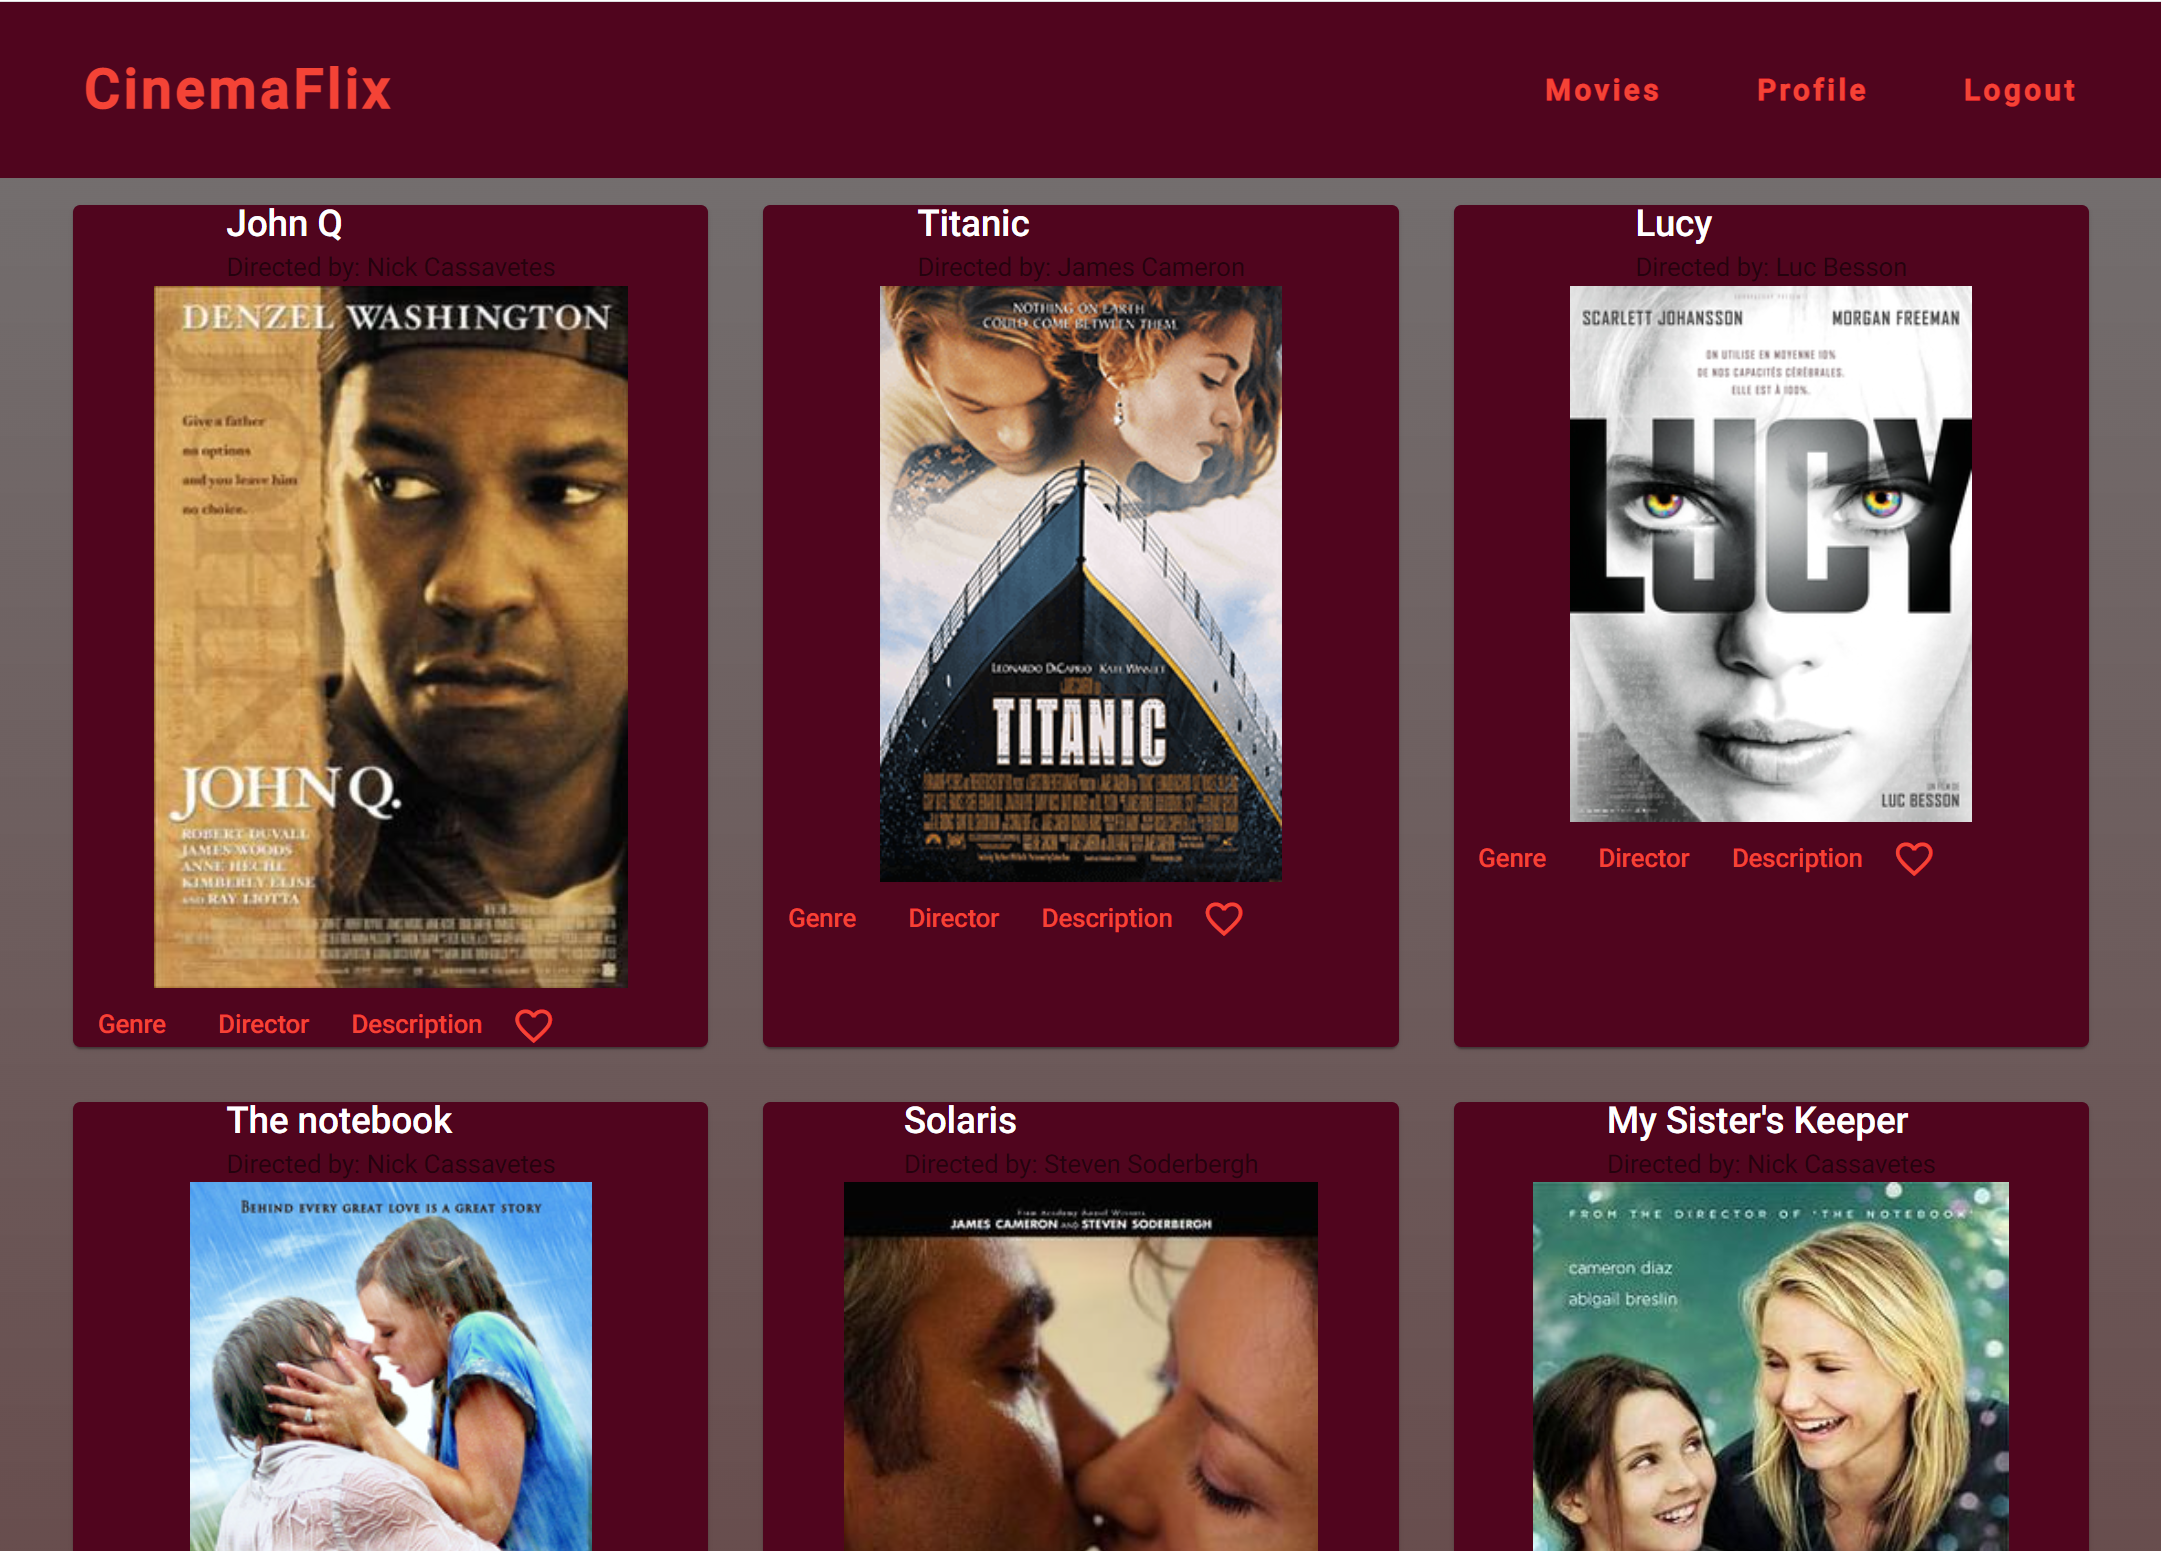 CinemaFlix
Movies Profile Logout
John Q
Directed by: Nick Cassavetes
DENZEL WASHINGTON
Give a father
no options
and you leave him
no choice.
JOHN Q.
ROBERT DUVALL
JAMES WOODS
ANNE HECHE
KIMBERLY ELISE
AND RAY LIOTTA
Genre Director Description
Titanic
Directed by: James Cameron
NOTHING ON EARTH
COULD COME BETWEEN THEM.
LEONARDO DICAPRIO KATE WINSLET
TITANIC
Genre Director Description
Lucy
Directed by: Luc Besson
SCARLETT JOHANSSON MORGAN FREEMAN
ON UTILISE EN MOYENNE 10%
DE NOS CAPACITÉS CÉRÉBRALES.
ELLE EST À 100%.
LUCY
UN FILM DE
LUC BESSON
Genre Director Description
The notebook
Directed by: Nick Cassavetes
BEHIND EVERY GREAT LOVE IS A GREAT STORY
Solaris
Directed by: Steven Soderbergh
From Academy Award Winners
JAMES CAMERON AND STEVEN SODERBERGH
My Sister's Keeper
Directed by: Nick Cassavetes
FROM THE DIRECTOR OF 'THE NOTEBOOK'
cameron diaz
abigail breslin